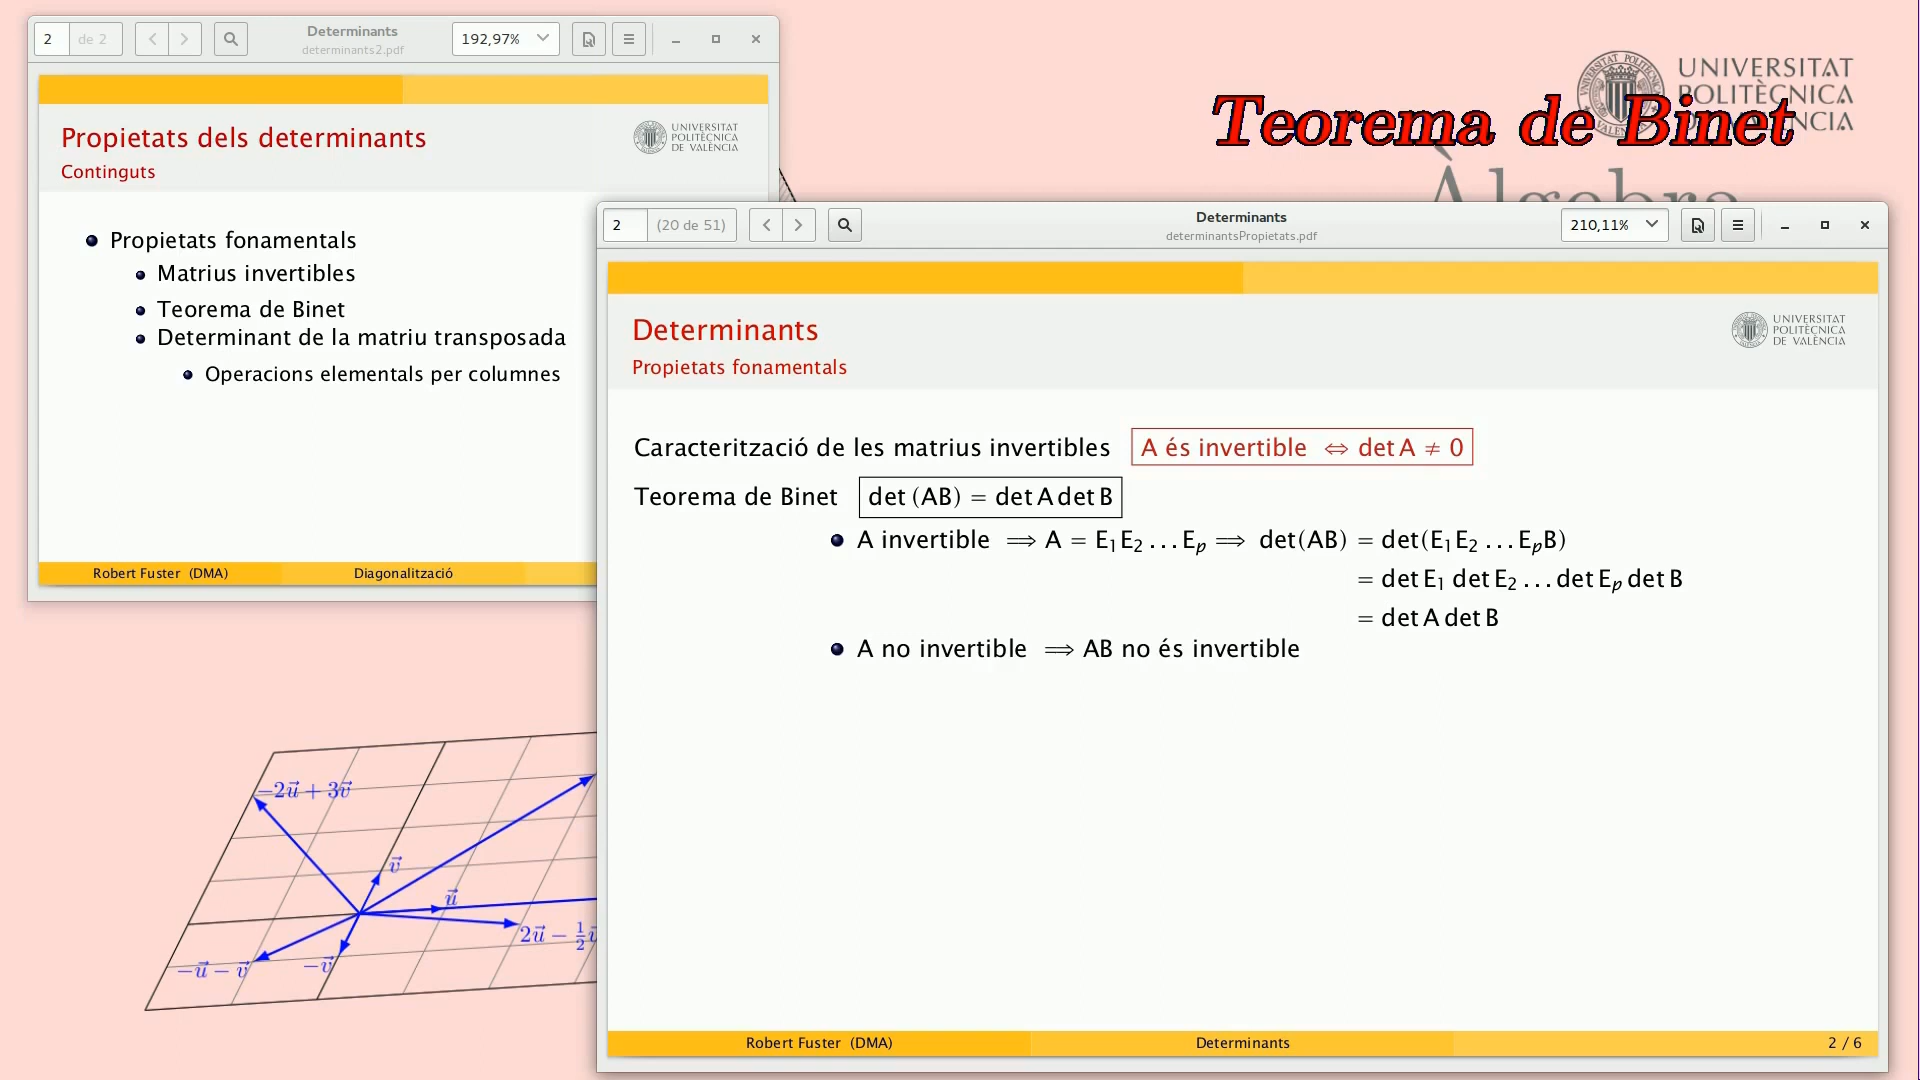 2 de 2
Determinants
determinants2.pdf
192,97%
Propietats dels determinants
Continguts
UNIVERSITAT
POLITÈCNICA
DE VALÈNCIA
Propietats fonamentals
Matrius invertibles
Teorema de Binet
Determinant de la matriu transposada
Operacions elementals per columnes
Robert Fuster (DMA) Diagonalització
UNIVERSITAT
POLITÈCNICA
Teorema de Binet
Àlgebra
2 (20 de 51)
Determinants
determinantsPropietats.pdf
210,11%
Determinants
Propietats fonamentals
UNIVERSITAT
POLITÈCNICA
DE VALÈNCIA
Caracterització de les matrius invertibles A és invertible ⇔ det A ≠ 0
Teorema de Binet det (AB) = det A det B
A invertible ⟹ A = E₁E₂ … Eₚ ⟹ det(AB) = det(E₁E₂ … EₚB)
= det E₁ det E₂ … det Eₚ det B
= det A det B
A no invertible ⟹ AB no és invertible
Robert Fuster (DMA) Determinants 2 / 6
−2u⃗ + 3v⃗
v⃗
u⃗
2u⃗ − ½v⃗
−u⃗ − v⃗
−v⃗